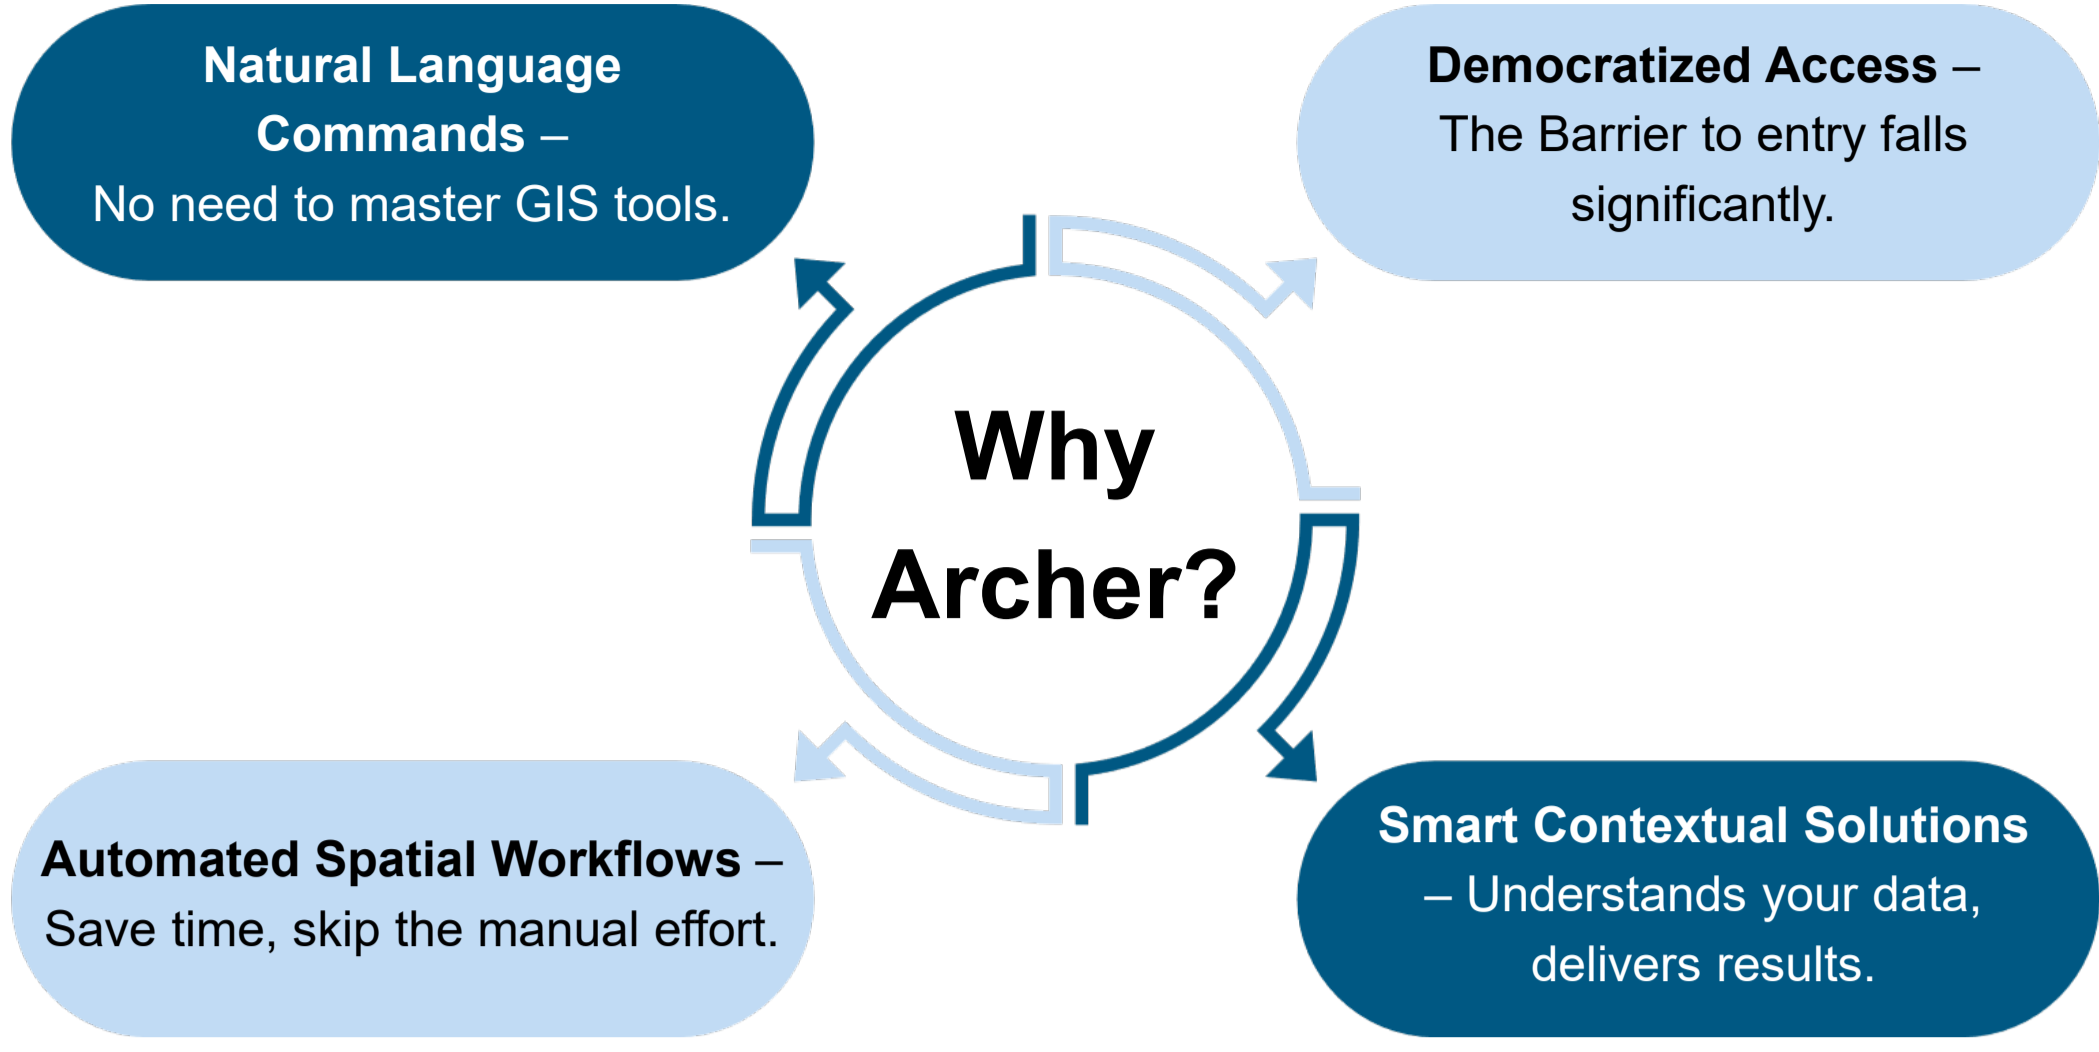 Natural Language
Commands –
No need to master GIS tools.
Democratized Access –
The Barrier to entry falls
significantly.
Why
Archer?
Automated Spatial Workflows –
Save time, skip the manual effort.
Smart Contextual Solutions
– Understands your data,
delivers results.